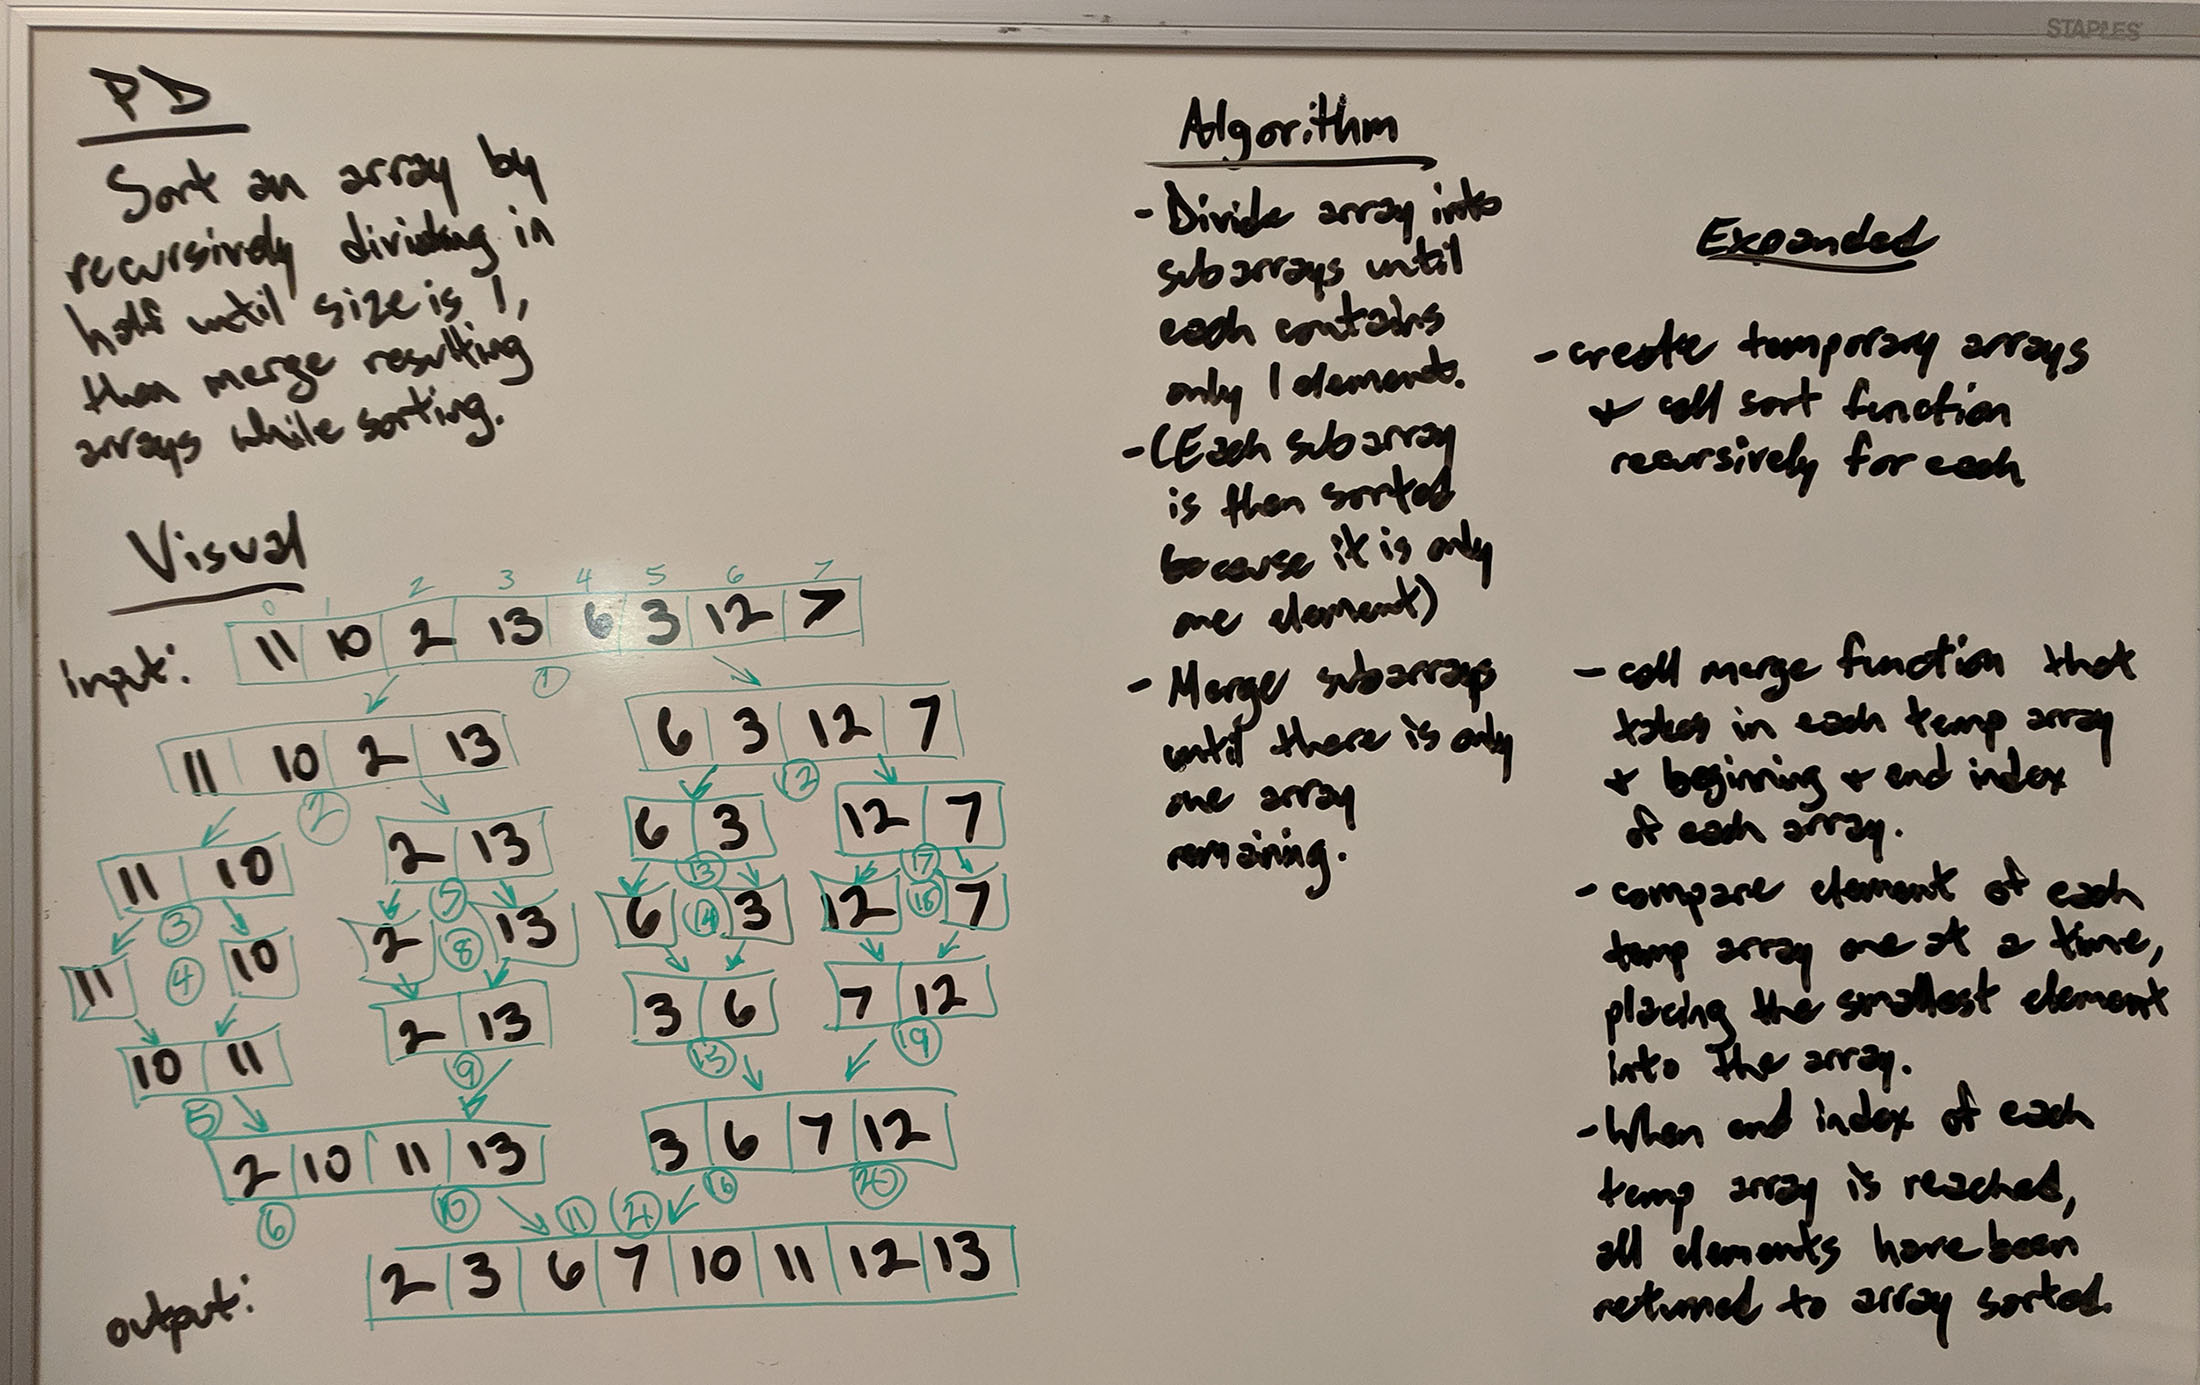 STAPLES
PD
Sort an array by
recursively dividing in
half until size is 1,
then merge resulting
arrays while sorting.
Visual
0 1 2 3 4 5 6 7
input: 11 10 2 13 6 3 12 7
1
11 10 2 13
6 3 12 7
2
12
11 10
2 13
6 3
12 7
3
13
17
11
10
2
13
6
3
12
7
4
8
14
10 11
2 13
3 6
7 12
5
9
15
19
2 10 11 13
3 6 7 12
6
10
11
21
16
20
output: 2 3 6 7 10 11 12 13
Algorithm
- Divide array into
subarrays until
each contains
only 1 element.
- (Each subarray
is then sorted
because it is only
one element)
- Merge subarrays
until there is only
one array
remaining.
Expanded
- create temporary arrays
+ call sort function
recursively for each
- call merge function that
takes in each temp array
+ beginning + end index
of each array.
- compare element of each
temp array one at a time,
placing the smallest element
into the array.
- When end index of each
temp array is reached,
all elements have been
returned to array sorted.